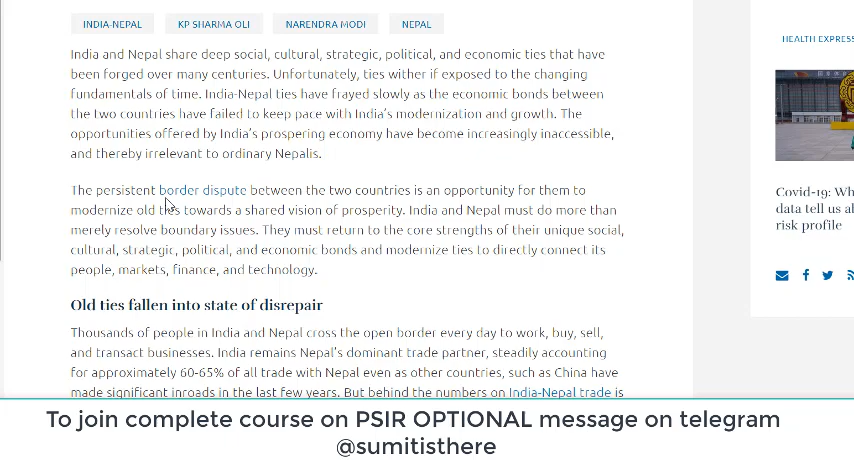 INDIA-NEPAL KP SHARMA OLI NARENDRA MODI NEPAL
India and Nepal share deep social, cultural, strategic, political, and economic ties that have
been forged over many centuries. Unfortunately, ties wither if exposed to the changing
fundamentals of time. India-Nepal ties have frayed slowly as the economic bonds between
the two countries have failed to keep pace with India’s modernization and growth. The
opportunities offered by India’s prospering economy have become increasingly inaccessible,
and thereby irrelevant to ordinary Nepalis.
The persistent border dispute between the two countries is an opportunity for them to
modernize old ties towards a shared vision of prosperity. India and Nepal must do more than
merely resolve boundary issues. They must return to the core strengths of their unique social,
cultural, strategic, political, and economic bonds and modernize ties to directly connect its
people, markets, finance, and technology.
Old ties fallen into state of disrepair
Thousands of people in India and Nepal cross the open border every day to work, buy, sell,
and transact businesses. India remains Nepal’s dominant trade partner, steadily accounting
for approximately 60-65% of all trade with Nepal even as other countries, such as China have
made significant inroads in the last few years. But behind the numbers on India-Nepal trade is
HEALTH EXPRESS
Covid-19: Wh
data tell us a
risk profile
To join complete course on PSIR OPTIONAL message on telegram
@sumitisthere